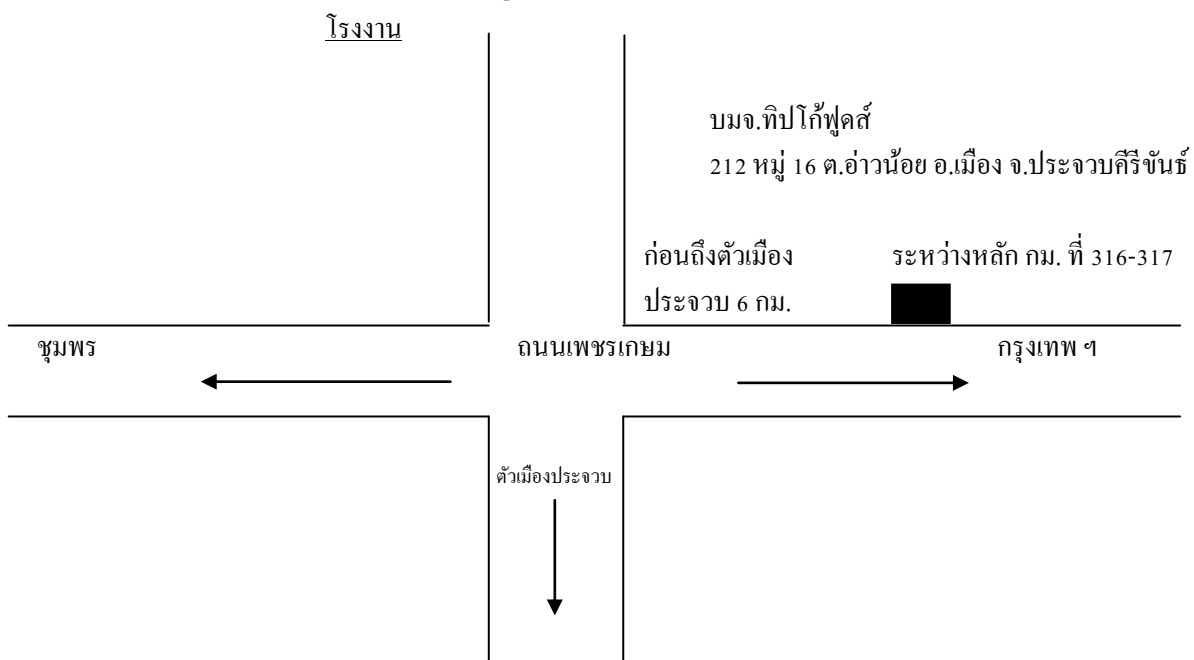 โรงงาน
บมจ.ทิปโก้ฟูดส์
212 หมู่ 16 ต.อ่าวน้อย อ.เมือง จ.ประจวบคีรีขันธ์
ก่อนถึงตัวเมือง
ประจวบ 6 กม.
ระหว่างหลัก กม. ที่ 316-317
ชุมพร
ถนนเพชรเกษม
กรุงเทพ ฯ
ตัวเมืองประจวบ